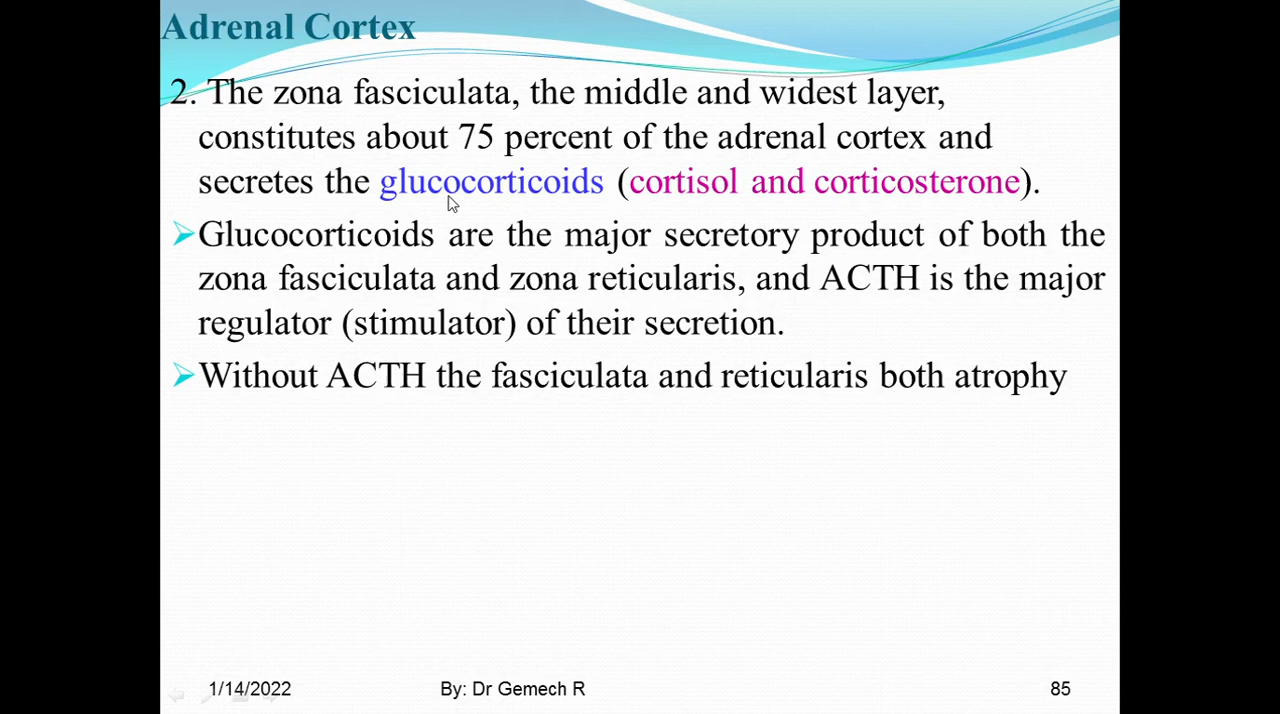 Adrenal Cortex
2. The zona fasciculata, the middle and widest layer,
constitutes about 75 percent of the adrenal cortex and
secretes the glucocorticoids (cortisol and corticosterone).
Glucocorticoids are the major secretory product of both the
zona fasciculata and zona reticularis, and ACTH is the major
regulator (stimulator) of their secretion.
Without ACTH the fasciculata and reticularis both atrophy
1/14/2022 By: Dr Gemech R 85